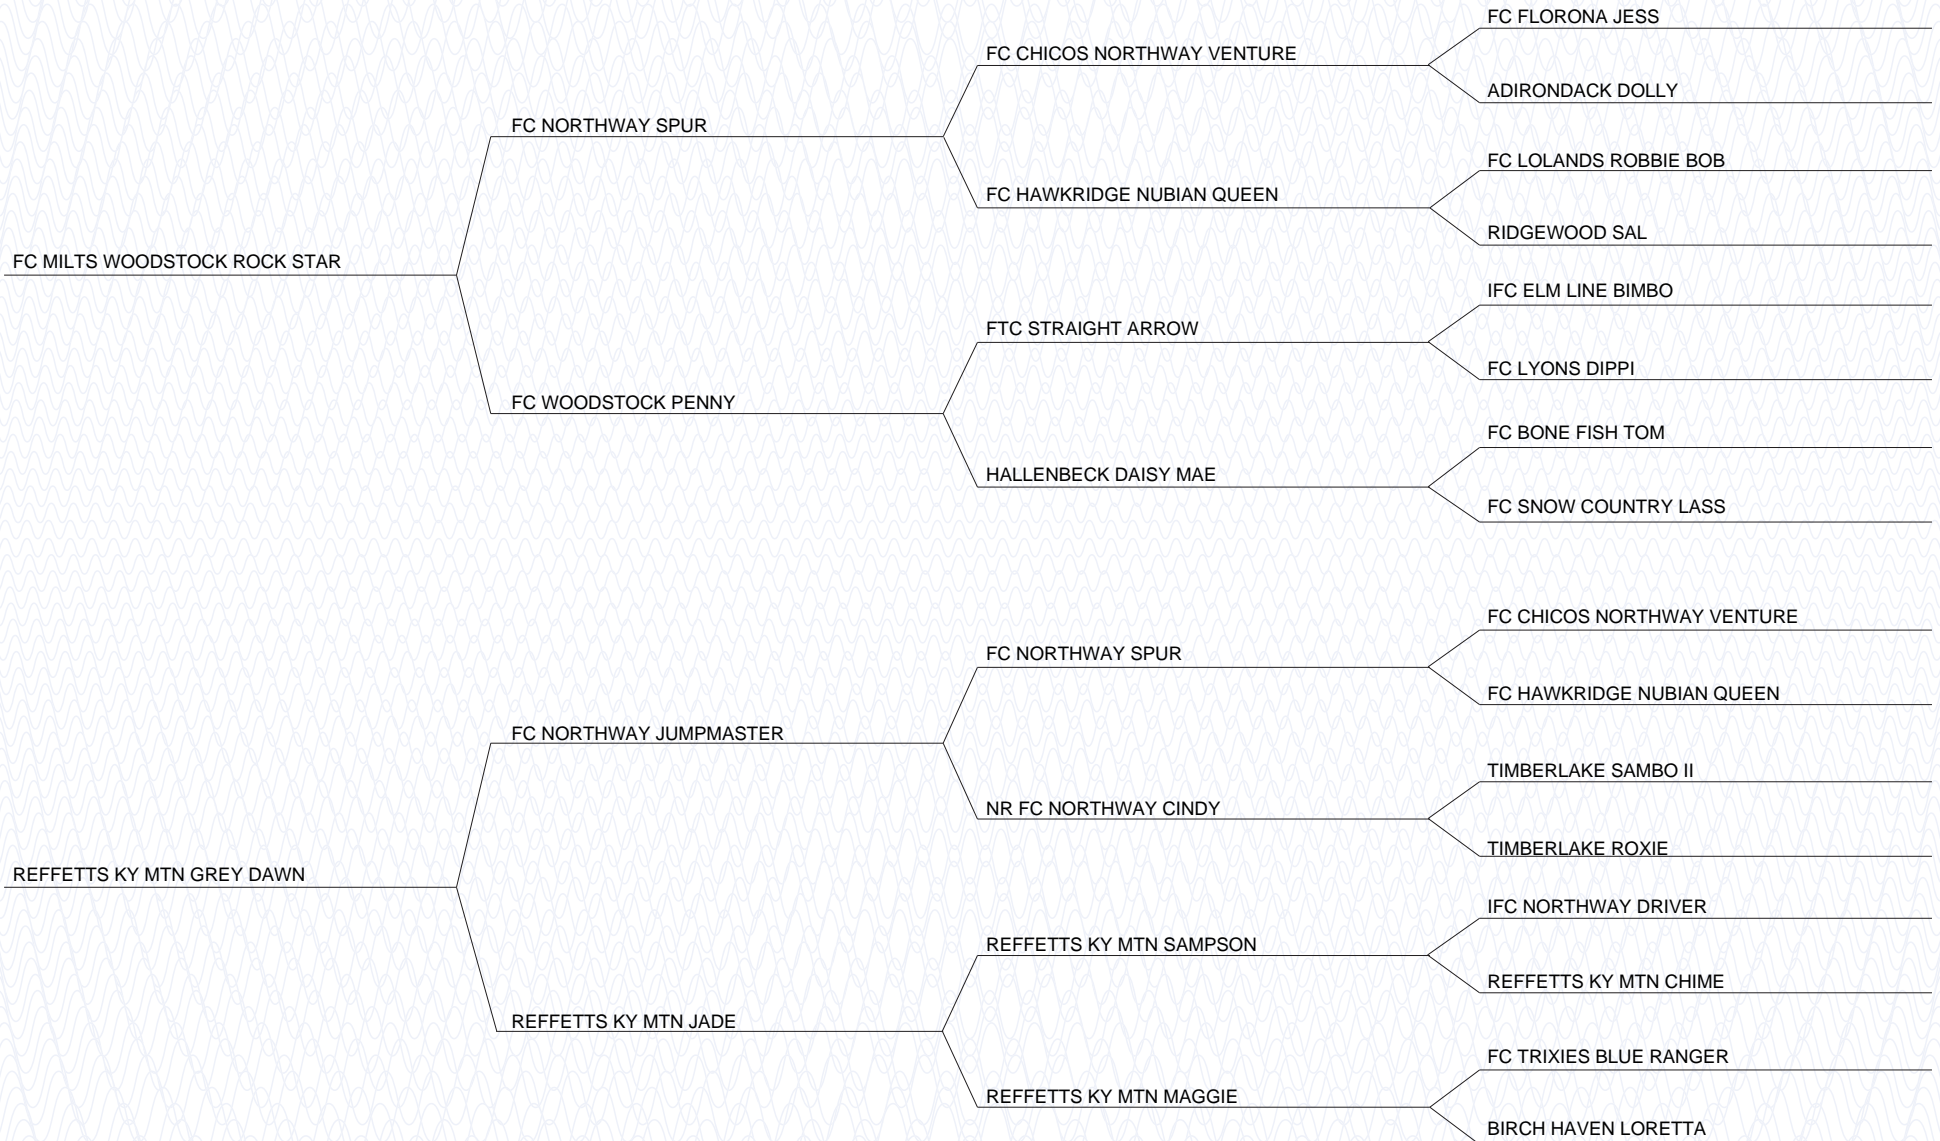 FC FLORONA JESS
FC CHICOS NORTHWAY VENTURE
ADIRONDACK DOLLY
FC NORTHWAY SPUR
FC LOLANDS ROBBIE BOB
FC HAWKRIDGE NUBIAN QUEEN
RIDGEWOOD SAL
FC MILTS WOODSTOCK ROCK STAR
IFC ELM LINE BIMBO
FTC STRAIGHT ARROW
FC LYONS DIPPI
FC WOODSTOCK PENNY
FC BONE FISH TOM
HALLENBECK DAISY MAE
FC SNOW COUNTRY LASS
FC CHICOS NORTHWAY VENTURE
FC NORTHWAY SPUR
FC HAWKRIDGE NUBIAN QUEEN
FC NORTHWAY JUMPMASTER
TIMBERLAKE SAMBO II
NR FC NORTHWAY CINDY
TIMBERLAKE ROXIE
REFFETTS KY MTN GREY DAWN
IFC NORTHWAY DRIVER
REFFETTS KY MTN SAMPSON
REFFETTS KY MTN CHIME
REFFETTS KY MTN JADE
FC TRIXIES BLUE RANGER
REFFETTS KY MTN MAGGIE
BIRCH HAVEN LORETTA